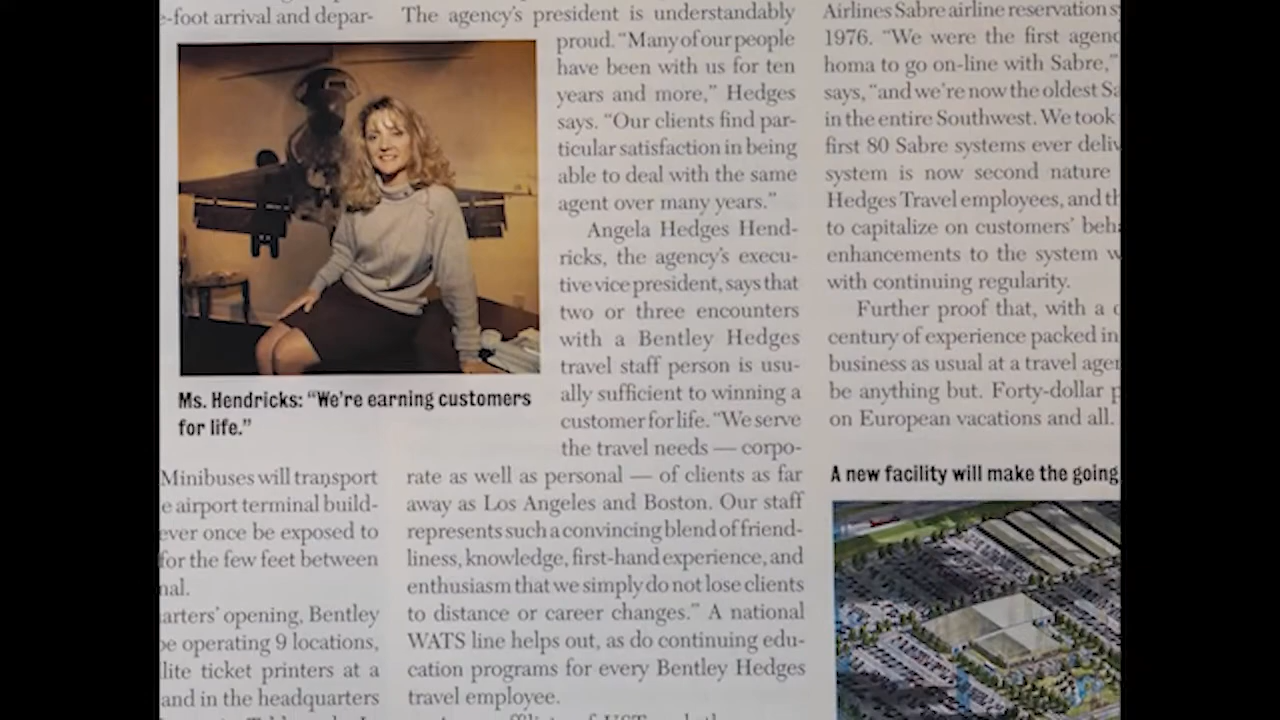 e-foot arrival and depar-
Ms. Hendricks: “We’re earning customers
for life.”
Minibuses will transport
e airport terminal build-
ever once be exposed to
for the few feet between
nal.
arters’ opening, Bentley
be operating 9 locations,
lite ticket printers at a
and in the headquarters
The agency’s president is understandably
proud. “Many of our people
have been with us for ten
years and more,” Hedges
says. “Our clients find par-
ticular satisfaction in being
able to deal with the same
agent over many years.”
Angela Hedges Hend-
ricks, the agency’s execu-
tive vice president, says that
two or three encounters
with a Bentley Hedges
travel staff person is usu-
ally sufficient to winning a
customer for life. “We serve
the travel needs — corpo-
rate as well as personal — of clients as far
away as Los Angeles and Boston. Our staff
represents such a convincing blend of friend-
liness, knowledge, first-hand experience, and
enthusiasm that we simply do not lose clients
to distance or career changes.” A national
WATS line helps out, as do continuing edu-
cation programs for every Bentley Hedges
travel employee.
Airlines Sabre airline reservation s
1976. “We were the first agenc
homa to go on-line with Sabre,”
says, “and we’re now the oldest Sa
in the entire Southwest. We took
first 80 Sabre systems ever deliv
system is now second nature
Hedges Travel employees, and th
to capitalize on customers’ beha
enhancements to the system w
with continuing regularity.
Further proof that, with a
century of experience packed in
business as usual at a travel agen
be anything but. Forty-dollar p
on European vacations and all.
A new facility will make the going